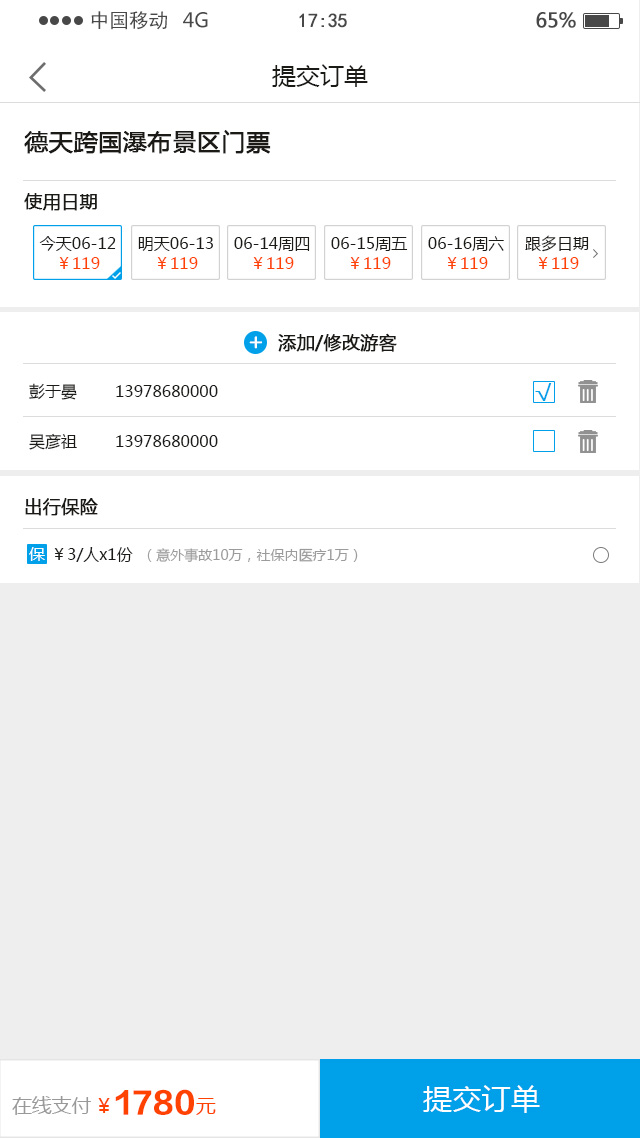 中国移动 4G 17:35 65%
提交订单
德天跨国瀑布景区门票
使用日期
今天06-12 明天06-13 06-14周四 06-15周五 06-16周六 跟多日期
¥119 ¥119 ¥119 ¥119 ¥119 ¥119
添加/修改游客
彭于晏 13978680000
吴彦祖 13978680000
出行保险
保 ¥3/人x1份 （意外事故10万，社保内医疗1万）
在线支付 ¥1780元 提交订单